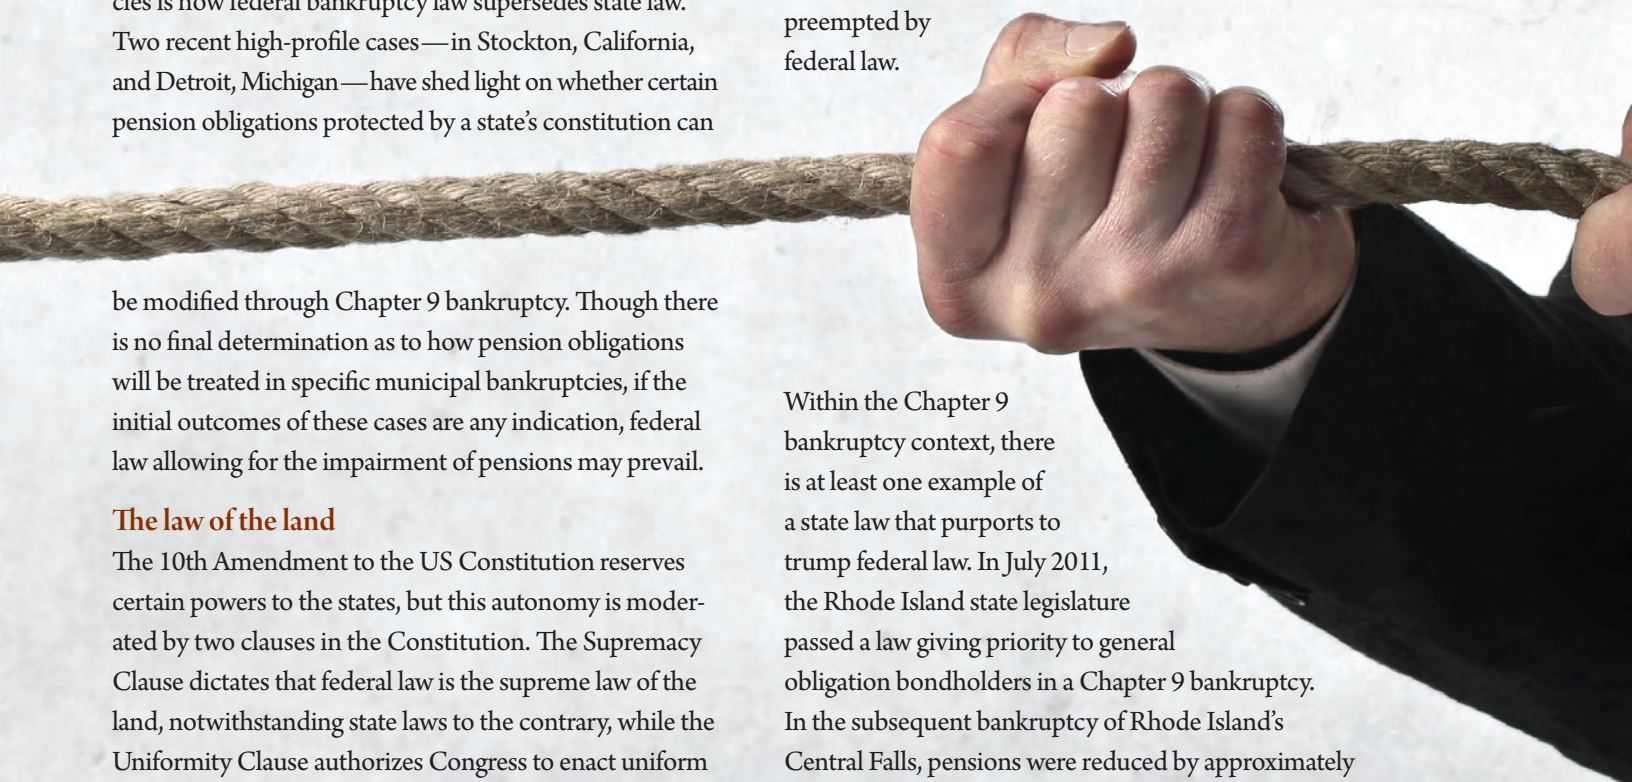 cies is how federal bankruptcy law supersedes state law.
Two recent high-profile cases—in Stockton, California,
and Detroit, Michigan—have shed light on whether certain
pension obligations protected by a state’s constitution can
be modified through Chapter 9 bankruptcy. Though there
is no final determination as to how pension obligations
will be treated in specific municipal bankruptcies, if the
initial outcomes of these cases are any indication, federal
law allowing for the impairment of pensions may prevail.
The law of the land
The 10th Amendment to the US Constitution reserves
certain powers to the states, but this autonomy is moder-
ated by two clauses in the Constitution. The Supremacy
Clause dictates that federal law is the supreme law of the
land, notwithstanding state laws to the contrary, while the
Uniformity Clause authorizes Congress to enact uniform
preempted by
federal law.
Within the Chapter 9
bankruptcy context, there
is at least one example of
a state law that purports to
trump federal law. In July 2011,
the Rhode Island state legislature
passed a law giving priority to general
obligation bondholders in a Chapter 9 bankruptcy.
In the subsequent bankruptcy of Rhode Island’s
Central Falls, pensions were reduced by approximately